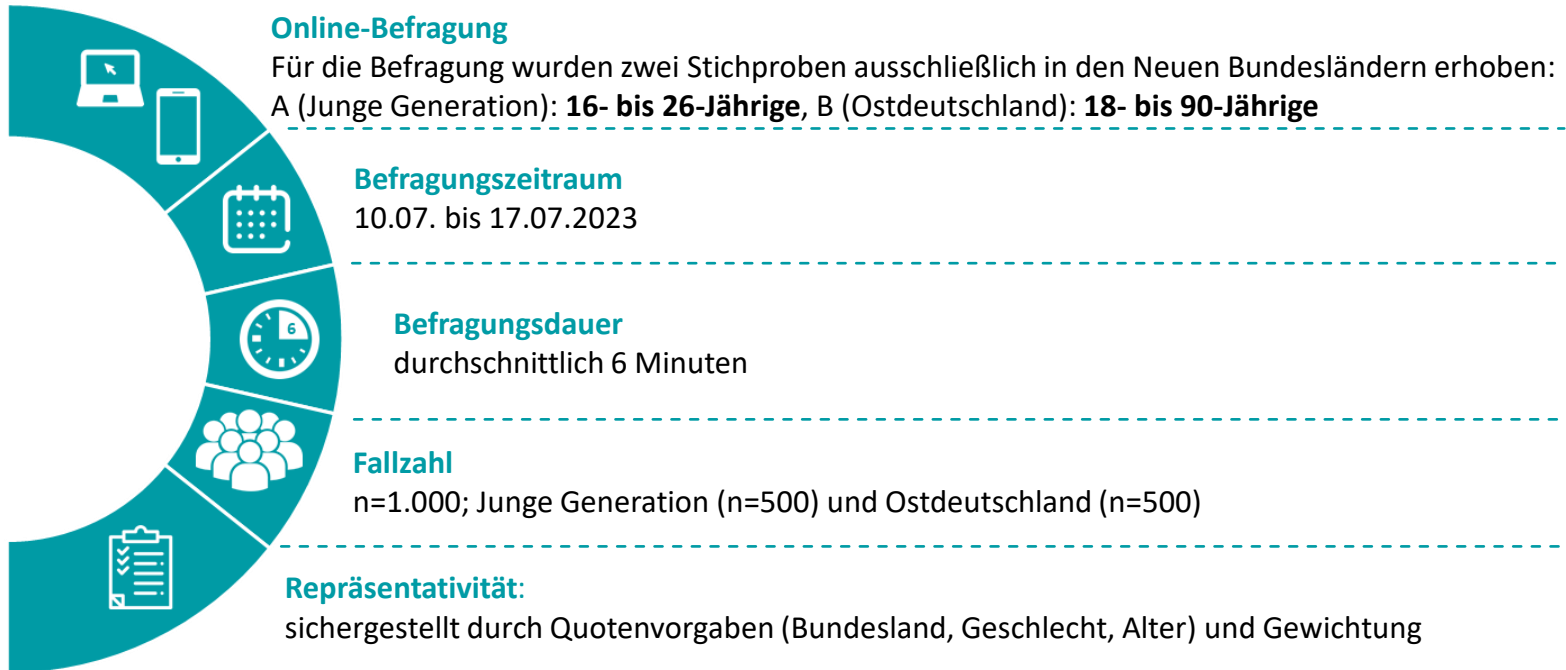 Online-Befragung
Für die Befragung wurden zwei Stichproben ausschließlich in den Neuen Bundesländern erhoben:
A (Junge Generation): 16- bis 26-Jährige, B (Ostdeutschland): 18- bis 90-Jährige
Befragungszeitraum
10.07. bis 17.07.2023
6
Befragungsdauer
durchschnittlich 6 Minuten
Fallzahl
n=1.000; Junge Generation (n=500) und Ostdeutschland (n=500)
Repräsentativität:
sichergestellt durch Quotenvorgaben (Bundesland, Geschlecht, Alter) und Gewichtung